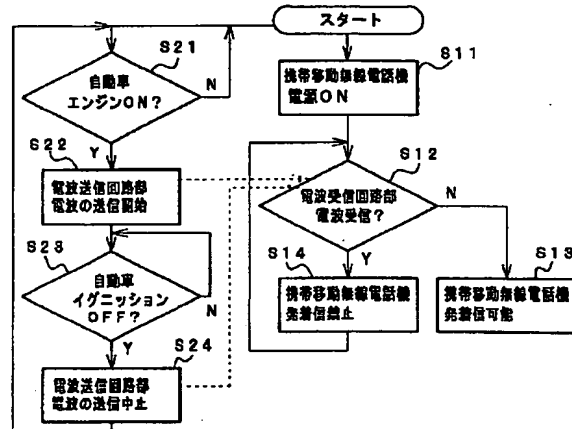 スタート
S21
自動車
エンジンON?
N
Y
S22
電波送信回路部
電波の送信開始
S23
自動車
イグニッション
OFF?
N
Y
S24
電波送信回路部
電波の送信中止
S11
携帯移動無線電話機
電源ON
S12
電波受信回路部
電波受信?
N
Y
S14
携帯移動無線電話機
発着信禁止
S13
携帯移動無線電話機
発着信可能